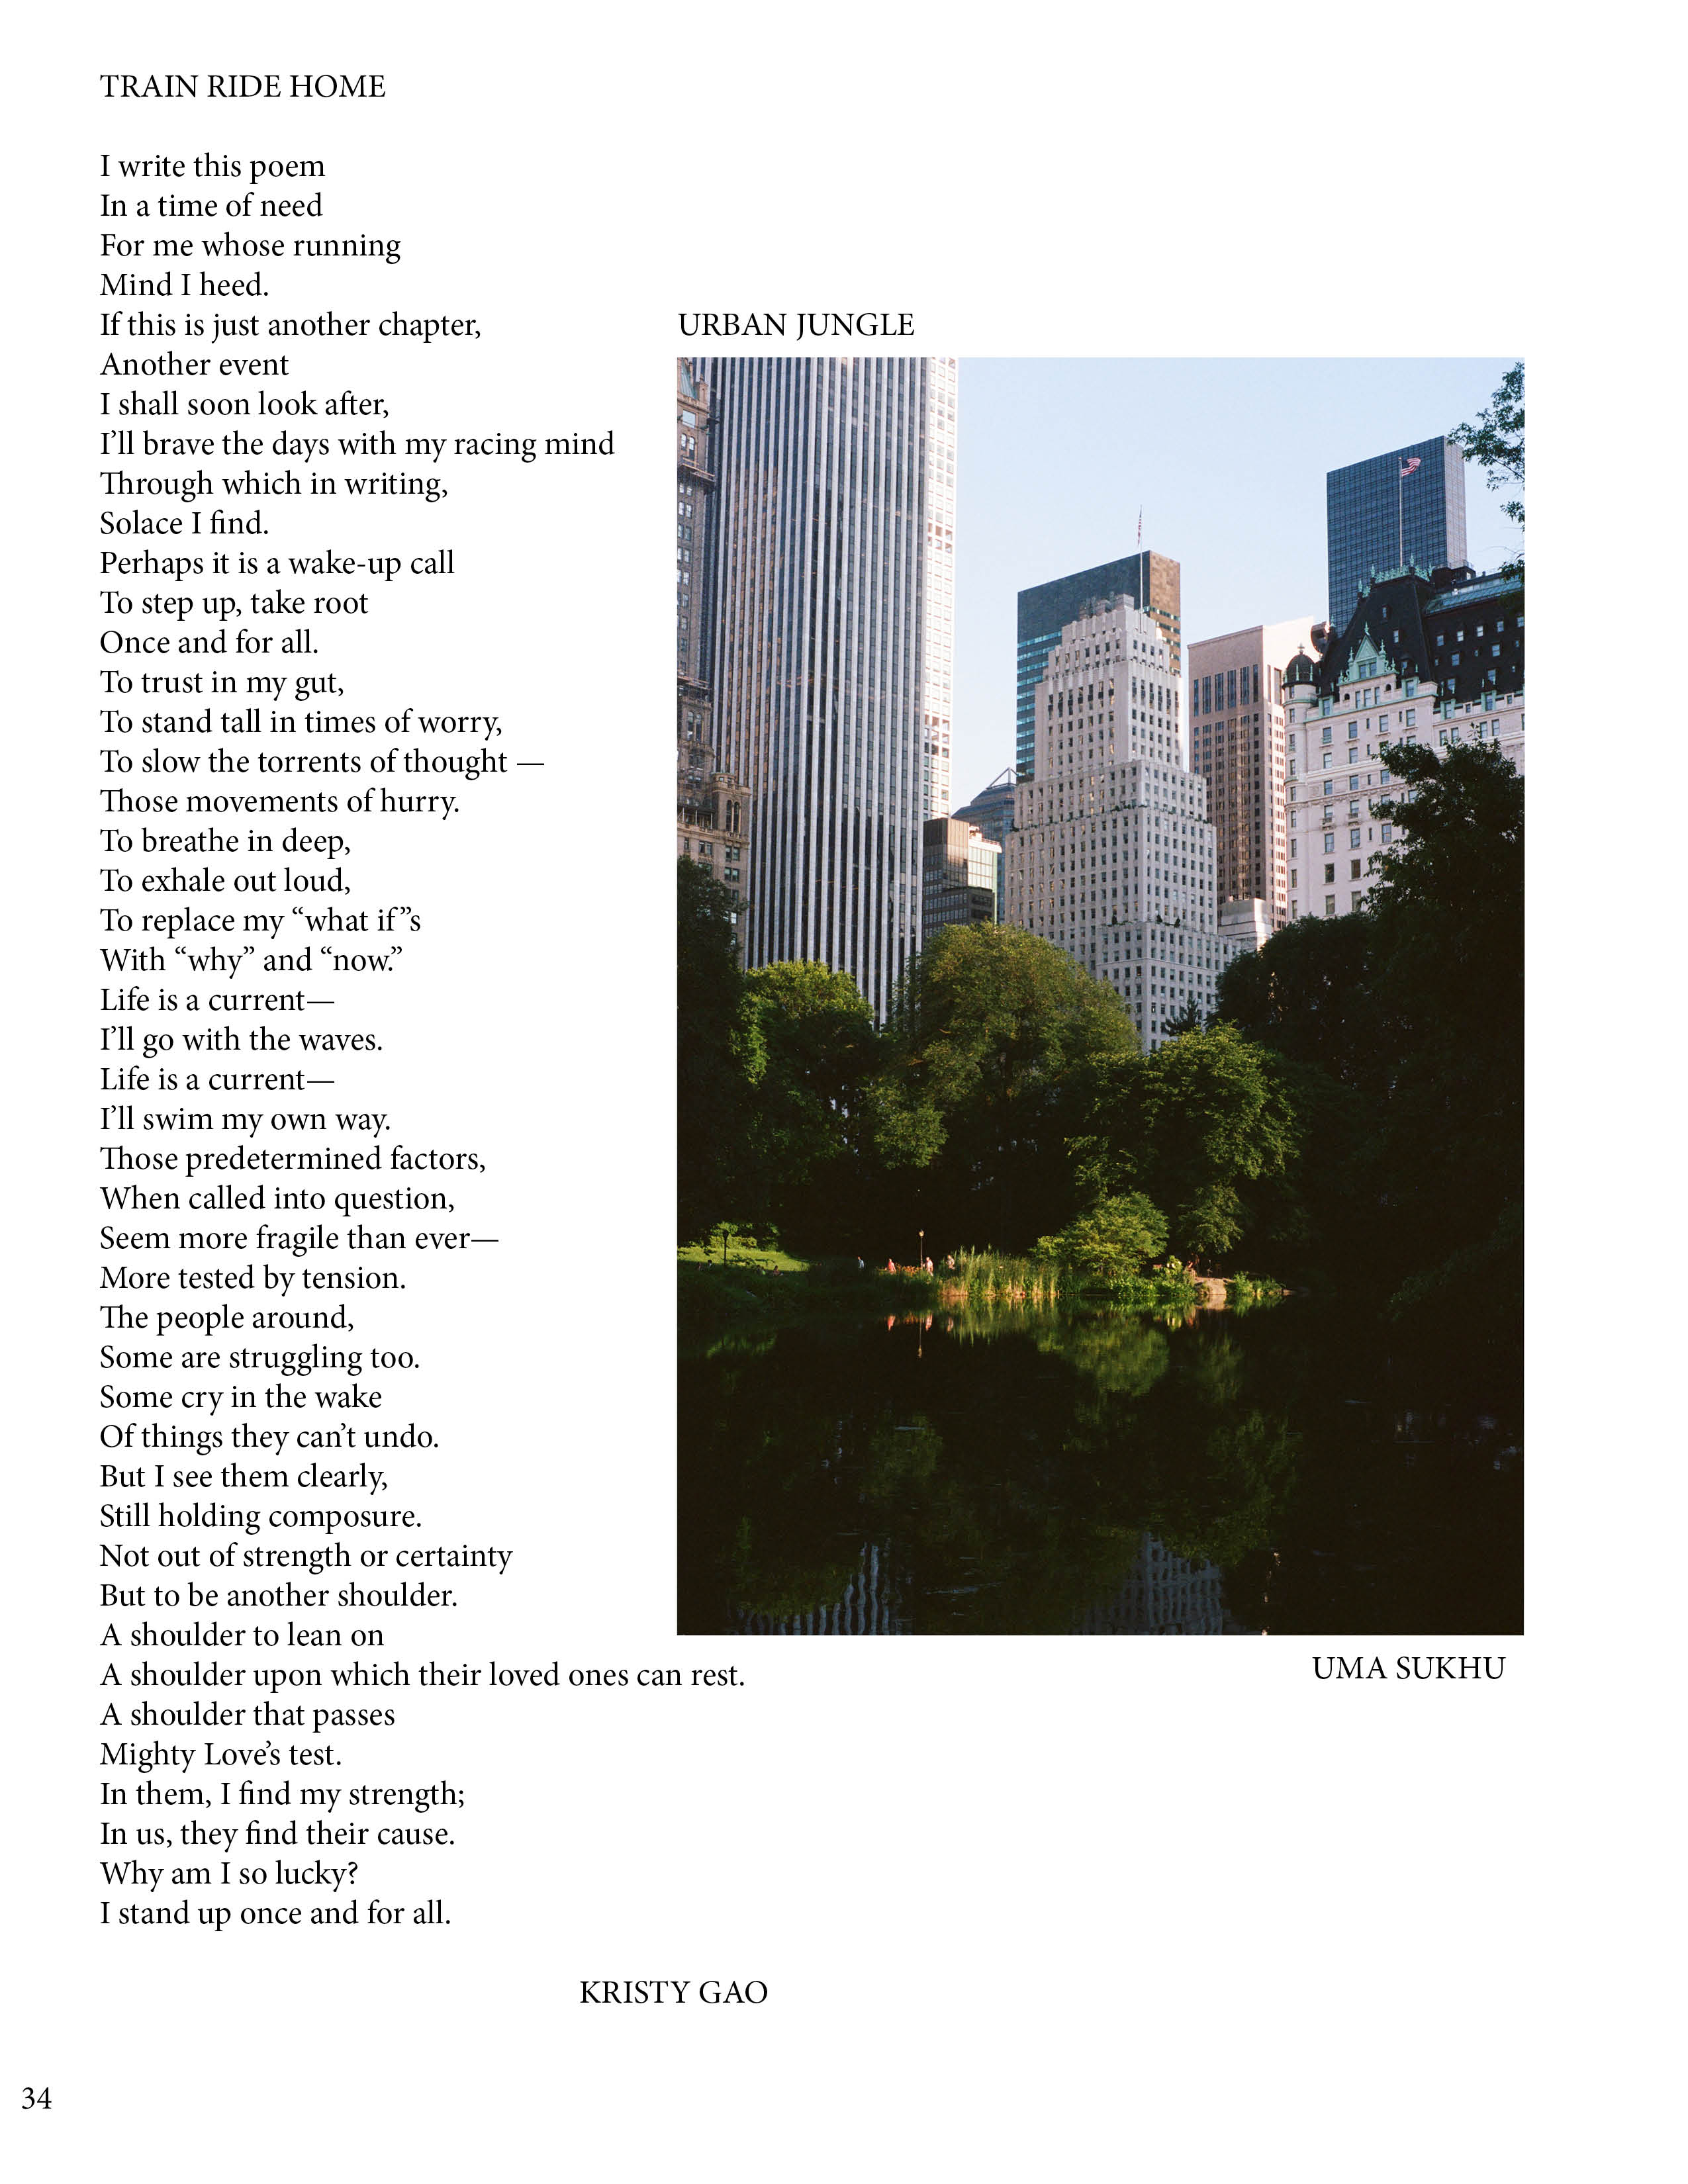 TRAIN RIDE HOME
I write this poem
In a time of need
For me whose running
Mind I heed.
If this is just another chapter,
Another event
I shall soon look after,
I’ll brave the days with my racing mind
Through which in writing,
Solace I find.
Perhaps it is a wake-up call
To step up, take root
Once and for all.
To trust in my gut,
To stand tall in times of worry,
To slow the torrents of thought —
Those movements of hurry.
To breathe in deep,
To exhale out loud,
To replace my “what if”s
With “why” and “now.”
Life is a current—
I’ll go with the waves.
Life is a current—
I’ll swim my own way.
Those predetermined factors,
When called into question,
Seem more fragile than ever—
More tested by tension.
The people around,
Some are struggling too.
Some cry in the wake
Of things they can’t undo.
But I see them clearly,
Still holding composure.
Not out of strength or certainty
But to be another shoulder.
A shoulder to lean on
A shoulder upon which their loved ones can rest.
A shoulder that passes
Mighty Love’s test.
In them, I find my strength;
In us, they find their cause.
Why am I so lucky?
I stand up once and for all.
KRISTY GAO
URBAN JUNGLE
UMA SUKHU
34